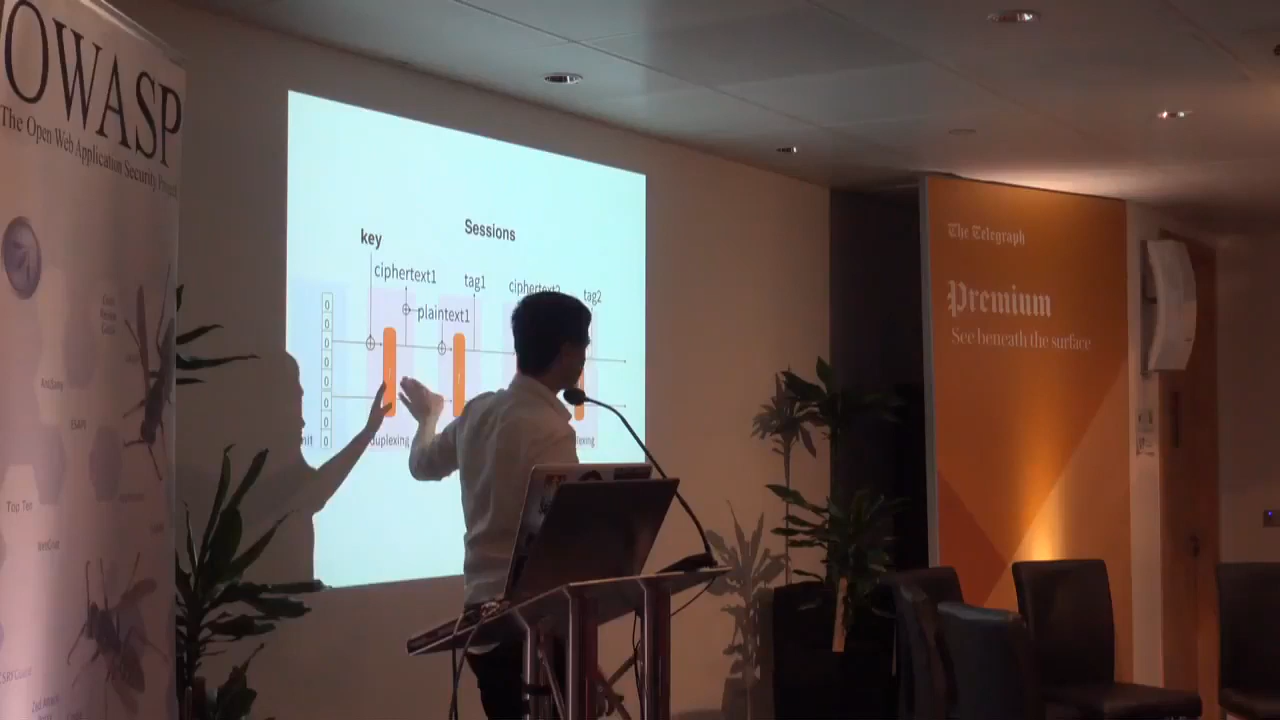 OWASP
The Open Web Application Security Project
Top Ten
Sessions
key
ciphertext1
tag1
tag2
plaintext1
0
0
0
0
0
0
0
0
duplexing
The Telegraph
Premium
See beneath the surface